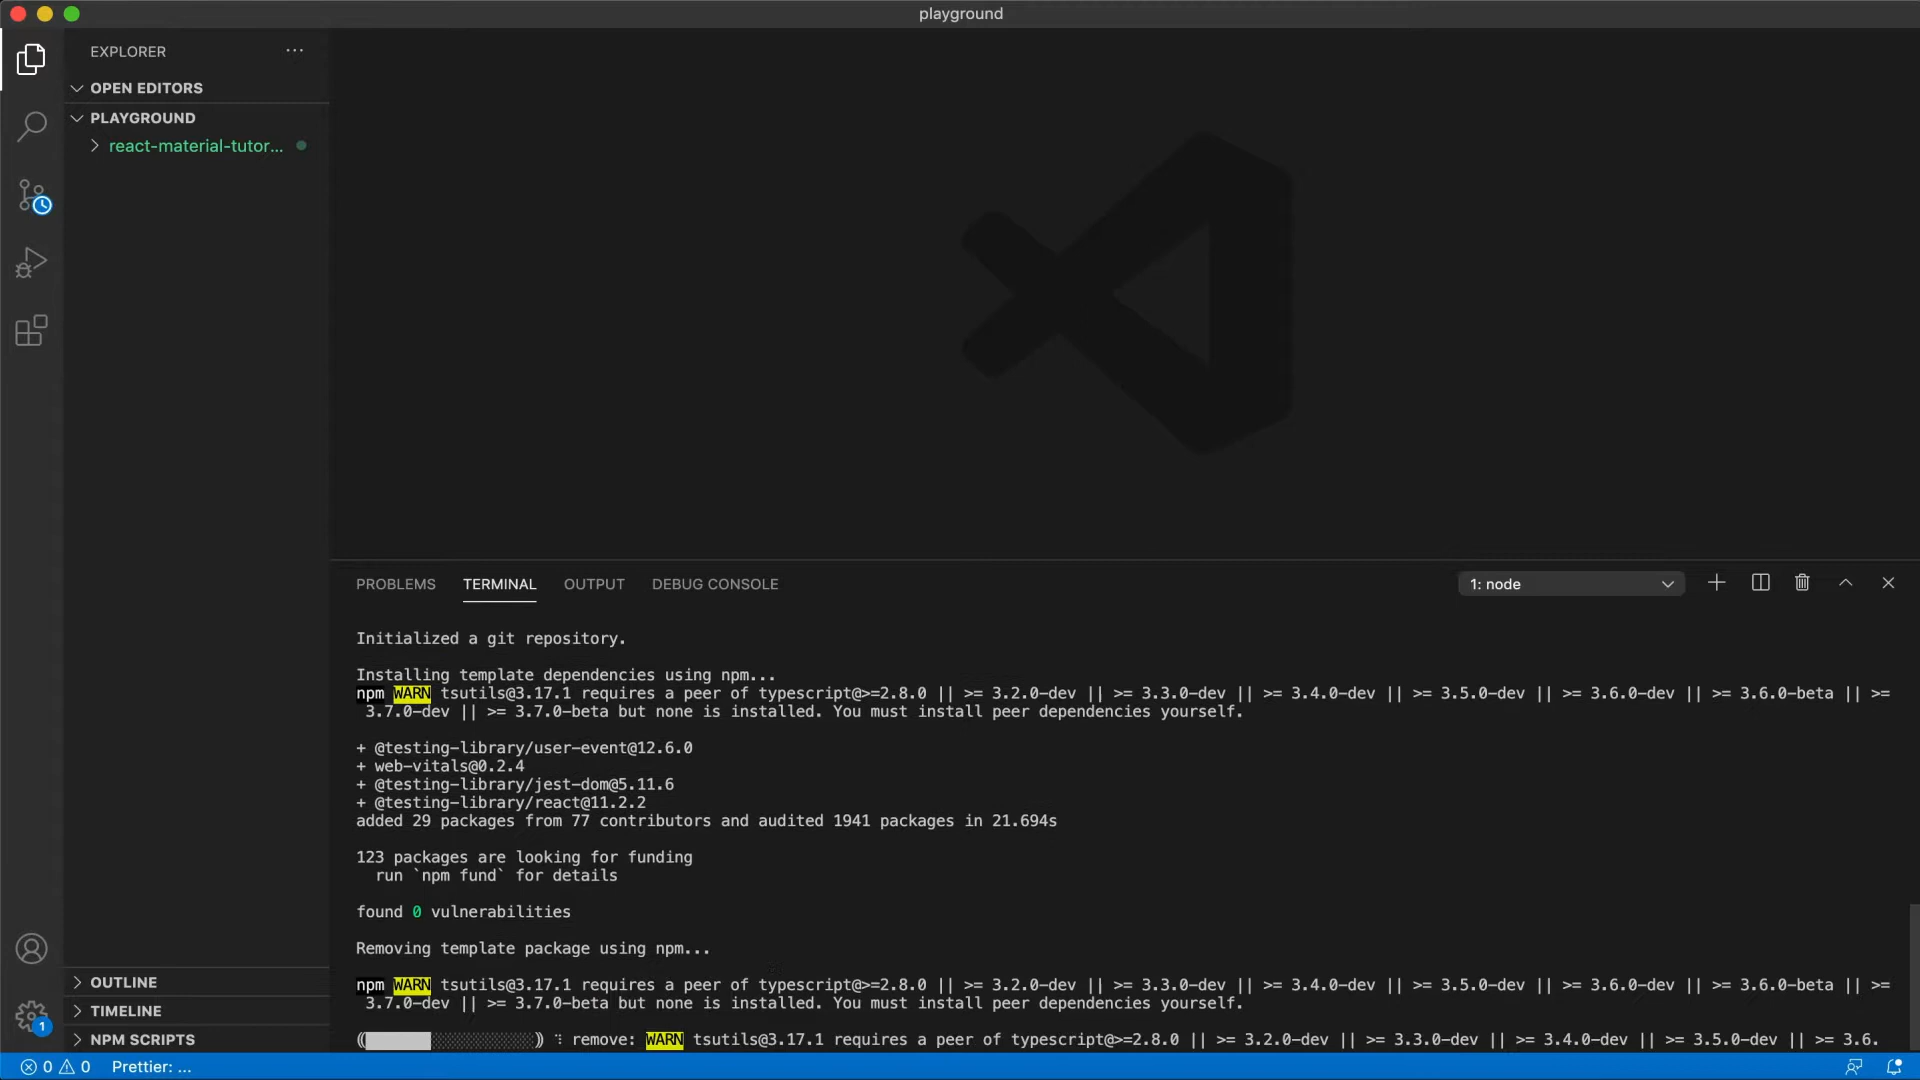 playground
EXPLORER
OPEN EDITORS
PLAYGROUND
react-material-tutor...
PROBLEMS TERMINAL OUTPUT DEBUG CONSOLE
1: node
Initialized a git repository.
Installing template dependencies using npm...
npm WARN tsutils@3.17.1 requires a peer of typescript@>=2.8.0 || >= 3.2.0-dev || >= 3.3.0-dev || >= 3.4.0-dev || >= 3.5.0-dev || >= 3.6.0-dev || >= 3.6.0-beta || >=
3.7.0-dev || >= 3.7.0-beta but none is installed. You must install peer dependencies yourself.
+ @testing-library/user-event@12.6.0
+ web-vitals@0.2.4
+ @testing-library/jest-dom@5.11.6
+ @testing-library/react@11.2.2
added 29 packages from 77 contributors and audited 1941 packages in 21.694s
123 packages are looking for funding
run `npm fund` for details
found 0 vulnerabilities
Removing template package using npm...
npm WARN tsutils@3.17.1 requires a peer of typescript@>=2.8.0 || >= 3.2.0-dev || >= 3.3.0-dev || >= 3.4.0-dev || >= 3.5.0-dev || >= 3.6.0-dev || >= 3.6.0-beta || >=
3.7.0-dev || >= 3.7.0-beta but none is installed. You must install peer dependencies yourself.
remove: WARN tsutils@3.17.1 requires a peer of typescript@>=2.8.0 || >= 3.2.0-dev || >= 3.3.0-dev || >= 3.4.0-dev || >= 3.5.0-dev || >= 3.6.
OUTLINE
TIMELINE
1
NPM SCRIPTS
0 0 Prettier: ...